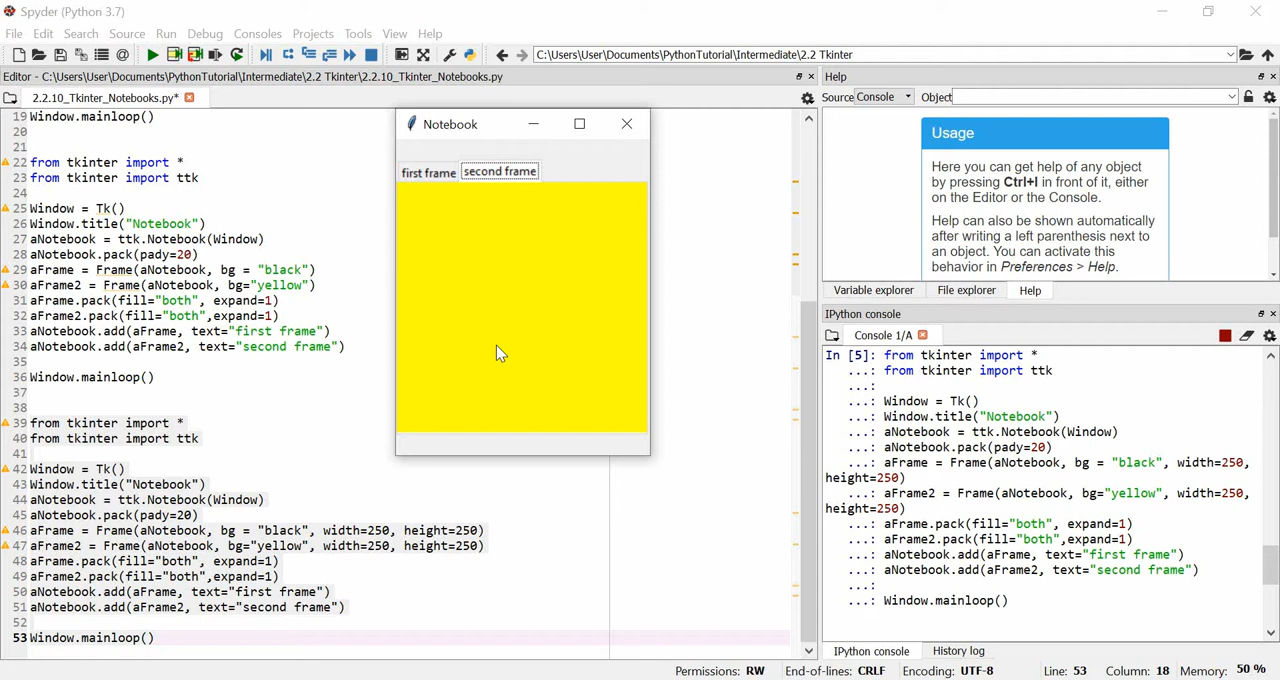 Spyder (Python 3.7)
File Edit Search Source Run Debug Consoles Projects Tools View Help
C:\Users\User\Documents\PythonTutorial\Intermediate\2.2 Tkinter
Editor - C:\Users\User\Documents\PythonTutorial\Intermediate\2.2 Tkinter\2.2.10_Tkinter_Notebooks.py
2.2.10_Tkinter_Notebooks.py*
19 Window.mainloop()
20
21
22 from tkinter import *
23 from tkinter import ttk
24
25 Window = Tk()
26 Window.title("Notebook")
27 aNotebook = ttk.Notebook(Window)
28 aNotebook.pack(pady=20)
29 aFrame = Frame(aNotebook, bg = "black")
30 aFrame2 = Frame(aNotebook, bg="yellow")
31 aFrame.pack(fill="both", expand=1)
32 aFrame2.pack(fill="both",expand=1)
33 aNotebook.add(aFrame, text="first frame")
34 aNotebook.add(aFrame2, text="second frame")
35
36 Window.mainloop()
37
38
39 from tkinter import *
40 from tkinter import ttk
41
42 Window = Tk()
43 Window.title("Notebook")
44 aNotebook = ttk.Notebook(Window)
45 aNotebook.pack(pady=20)
46 aFrame = Frame(aNotebook, bg = "black", width=250, height=250)
47 aFrame2 = Frame(aNotebook, bg="yellow", width=250, height=250)
48 aFrame.pack(fill="both", expand=1)
49 aFrame2.pack(fill="both",expand=1)
50 aNotebook.add(aFrame, text="first frame")
51 aNotebook.add(aFrame2, text="second frame")
52
53 Window.mainloop()
Notebook
first frame second frame
Help
Source Console Object
Usage
Here you can get help of any object
by pressing Ctrl+I in front of it, either
on the Editor or the Console.
Help can also be shown automatically
after writing a left parenthesis next to
an object. You can activate this
behavior in Preferences > Help.
Variable explorer File explorer Help
IPython console
Console 1/A
In [5]: from tkinter import *
...: from tkinter import ttk
...:
...: Window = Tk()
...: Window.title("Notebook")
...: aNotebook = ttk.Notebook(Window)
...: aNotebook.pack(pady=20)
...: aFrame = Frame(aNotebook, bg = "black", width=250,
height=250)
...: aFrame2 = Frame(aNotebook, bg="yellow", width=250,
height=250)
...: aFrame.pack(fill="both", expand=1)
...: aFrame2.pack(fill="both",expand=1)
...: aNotebook.add(aFrame, text="first frame")
...: aNotebook.add(aFrame2, text="second frame")
...:
...: Window.mainloop()
IPython console History log
Permissions: RW End-of-lines: CRLF Encoding: UTF-8 Line: 53 Column: 18 Memory: 50 %